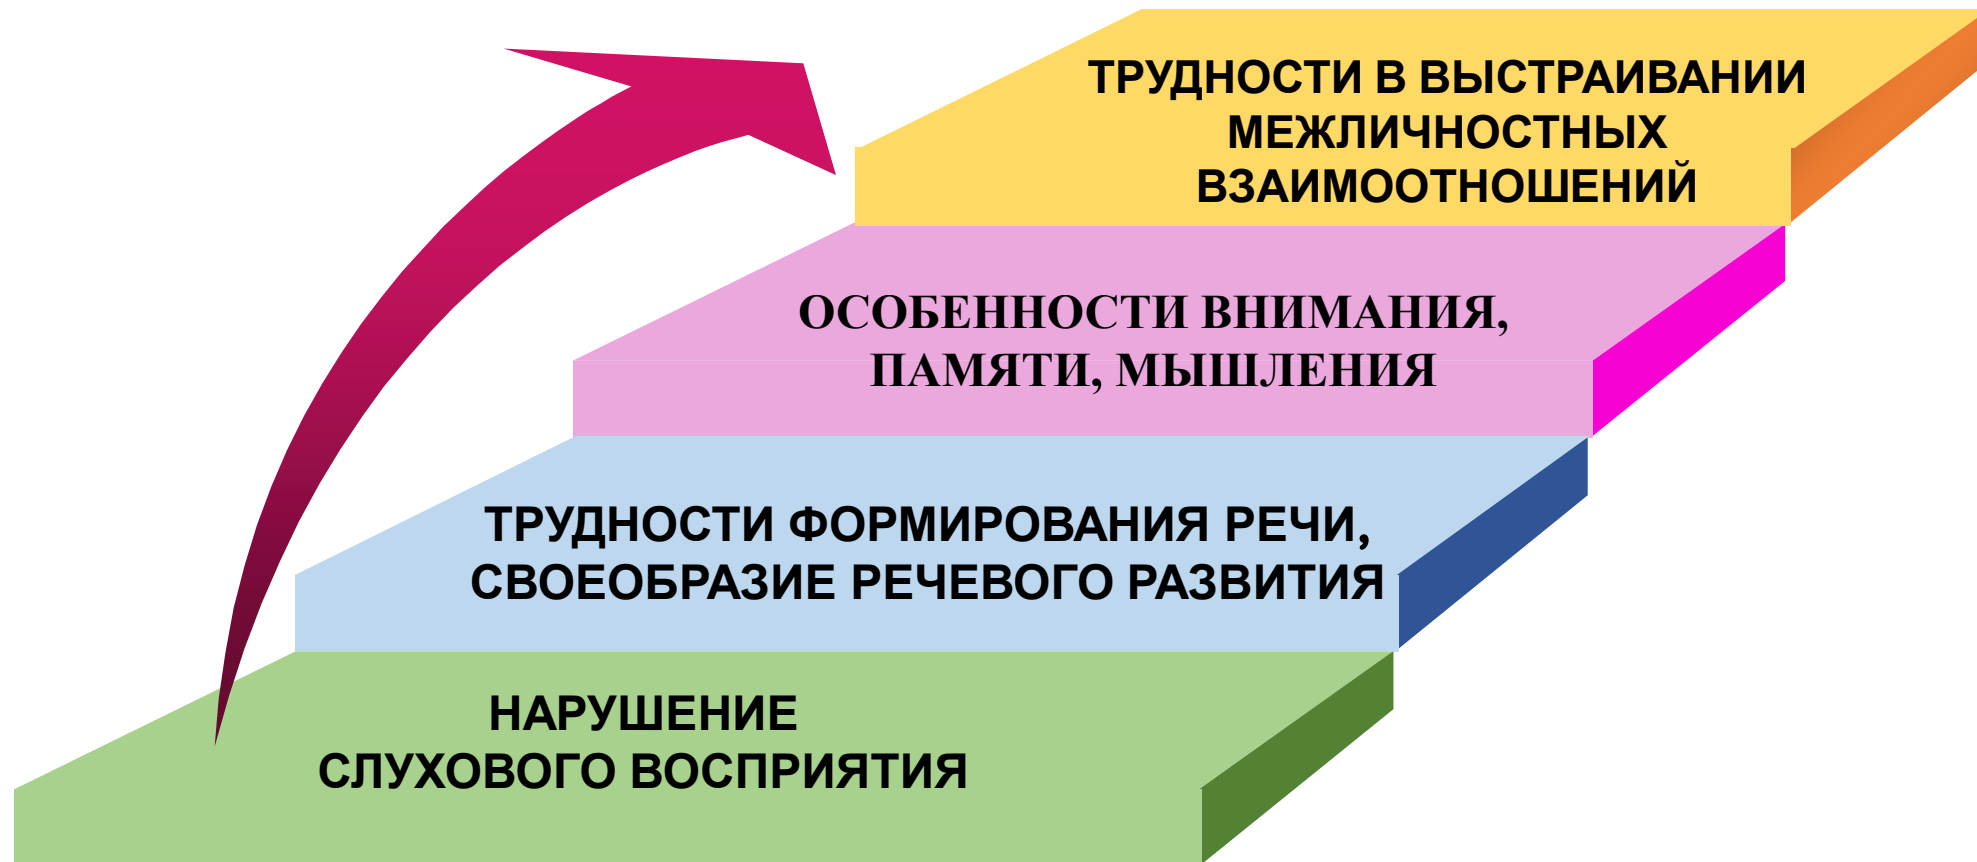 ТРУДНОСТИ В ВЫСТРАИВАНИИ
МЕЖЛИЧНОСТНЫХ
ВЗАИМООТНОШЕНИЙ
ОСОБЕННОСТИ ВНИМАНИЯ,
ПАМЯТИ, МЫШЛЕНИЯ
ТРУДНОСТИ ФОРМИРОВАНИЯ РЕЧИ,
СВОЕОБРАЗИЕ РЕЧЕВОГО РАЗВИТИЯ
НАРУШЕНИЕ
СЛУХОВОГО ВОСПРИЯТИЯ